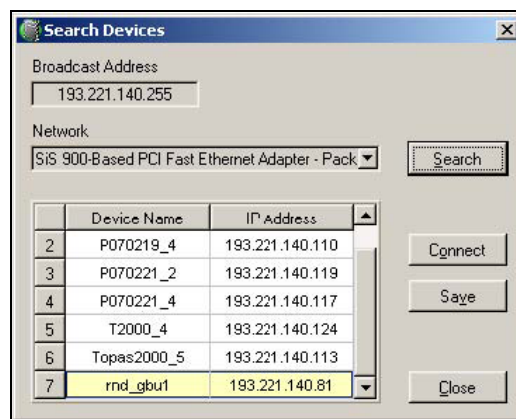 Search Devices
Broadcast Address
193.221.140.255
Network
SiS 900-Based PCI Fast Ethernet Adapter - Pack
Search
Device Name IP Address
2 P070219_4 193.221.140.110
3 P070221_2 193.221.140.119
Connect
4 P070221_4 193.221.140.117
Save
5 T2000_4 193.221.140.124
6 Topas2000_5 193.221.140.113
7 rnd_gbu1 193.221.140.81
Close